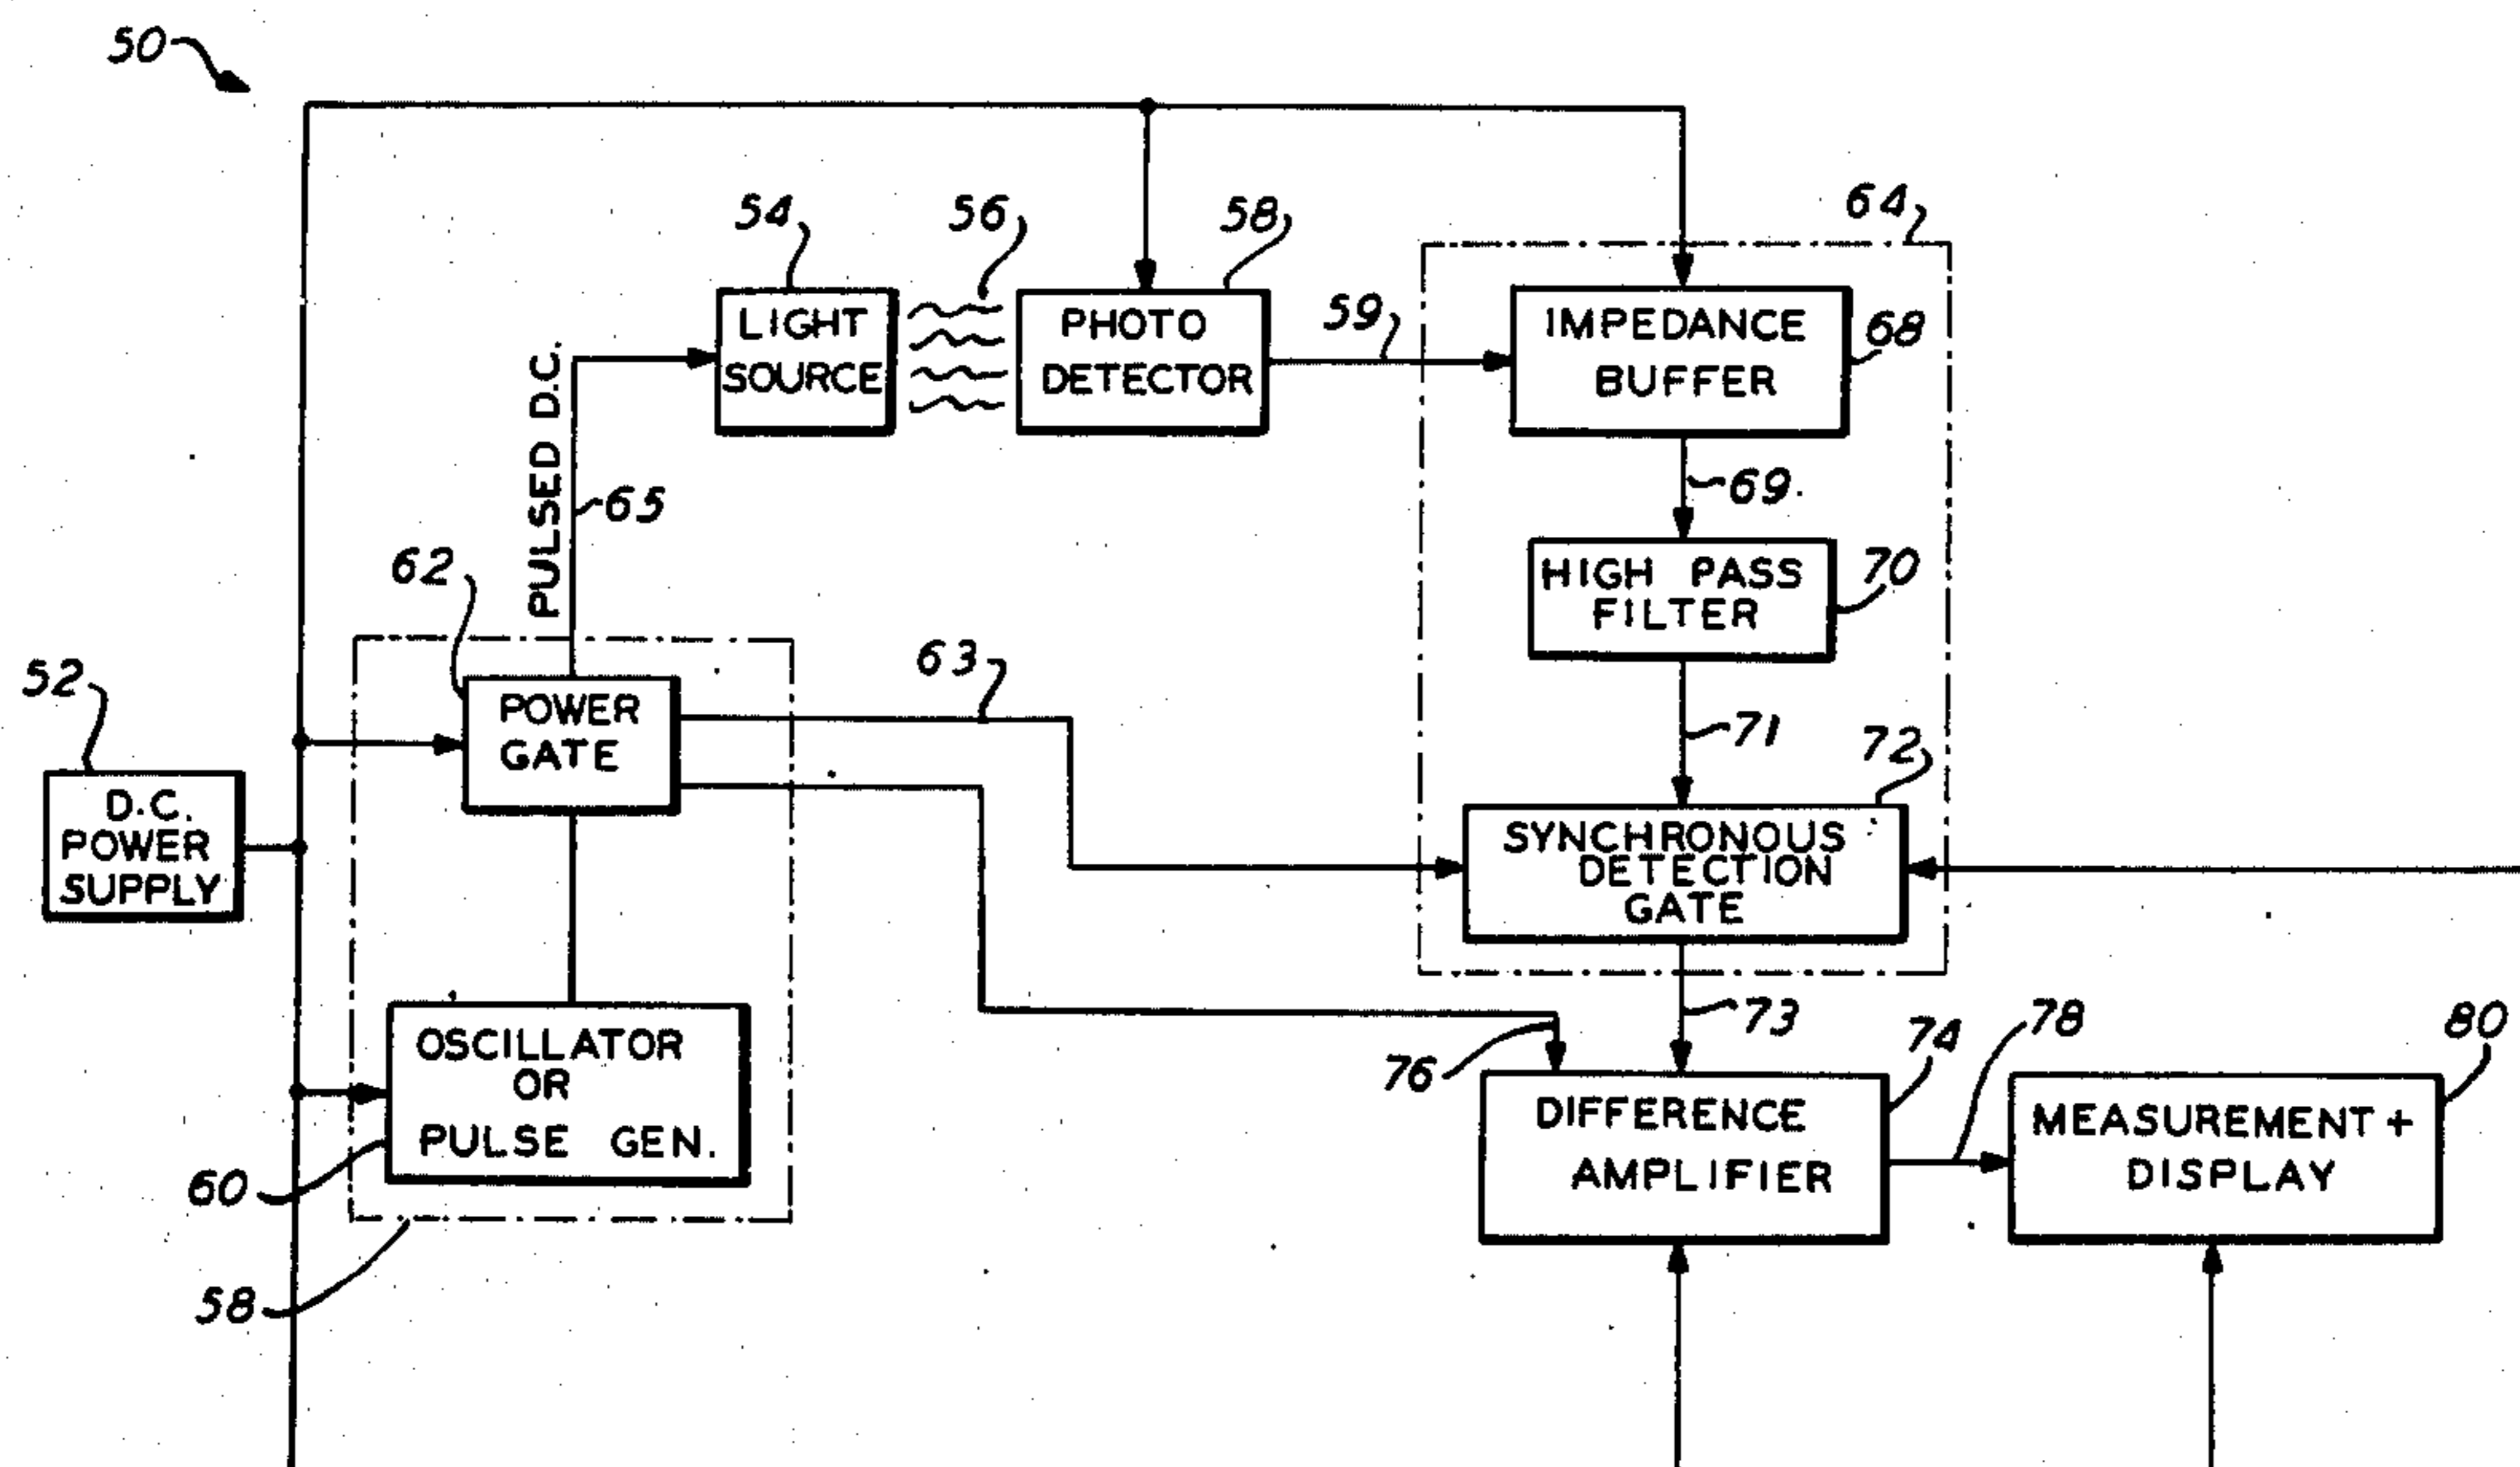 50
54
56
58
64
LIGHT
SOURCE
PHOTO
DETECTOR
59
IMPEDANCE
BUFFER
68
PULSED D.C.
65
69
62
HIGH PASS
FILTER
70
52
63
POWER
GATE
71
72
D.C.
POWER
SUPPLY
SYNCHRONOUS
DETECTION
GATE
73
76
74
78
80
OSCILLATOR
OR
PULSE GEN.
60
58
DIFFERENCE
AMPLIFIER
MEASUREMENT +
DISPLAY